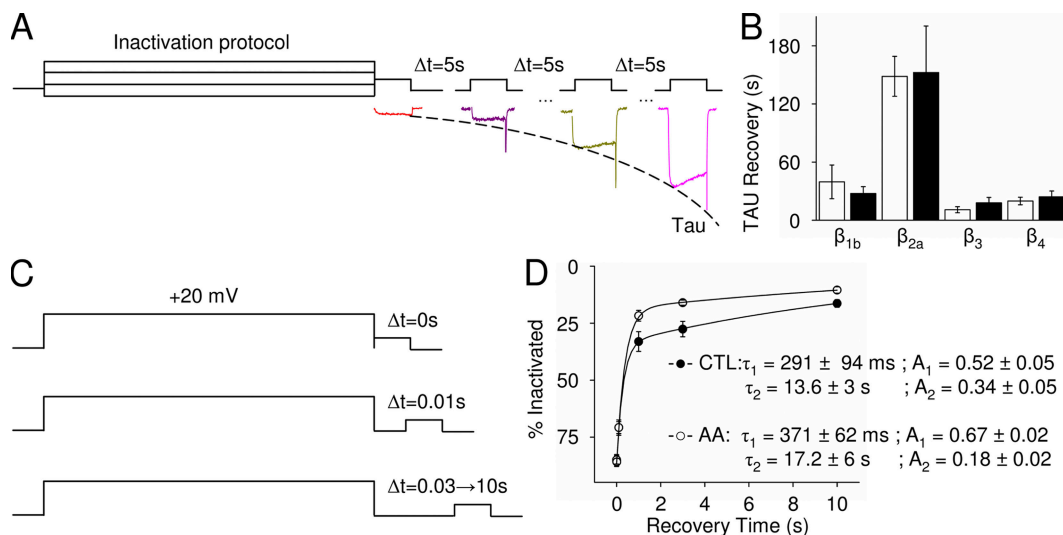 A
Inactivation protocol
Δt=5s Δt=5s Δt=5s
... ...
Tau
B
TAU Recovery (s)
180
120
60
0
β1b β2a β3 β4
C
+20 mV
Δt=0s
Δt=0.01s
Δt=0.03→10s
D
% Inactivated
0
25
50
75
CTL: τ1 = 291 ± 94 ms ; A1 = 0.52 ± 0.05
τ2 = 13.6 ± 3 s ; A2 = 0.34 ± 0.05
AA: τ1 = 371 ± 62 ms ; A1 = 0.67 ± 0.02
τ2 = 17.2 ± 6 s ; A2 = 0.18 ± 0.02
0 2 4 6 8 10
Recovery Time (s)